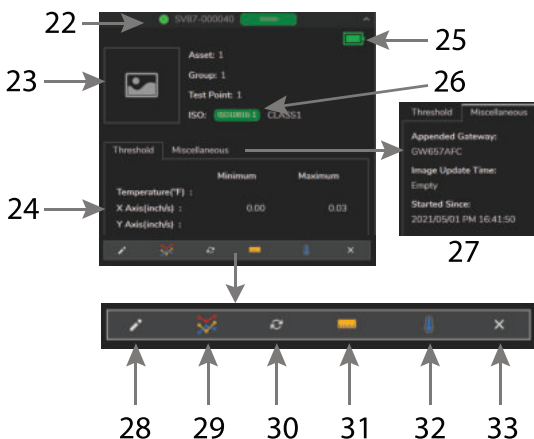 22
SV87-000040
25
23
Asset: 1
Group: 1
Test Point: 1
26
ISO: ISO10816-1 CLASS1
Threshold Miscellaneous
Minimum Maximum
Temperature(°F) :
24
X Axis(inch/s) : 0.00 0.03
Y Axis(inch/s) :
Threshold Miscellaneous
Appended Gateway:
GW657AFC
Image Update Time:
Empty
Started Since:
2021/05/01 PM 16:41:50
27
28 29 30 31 32 33